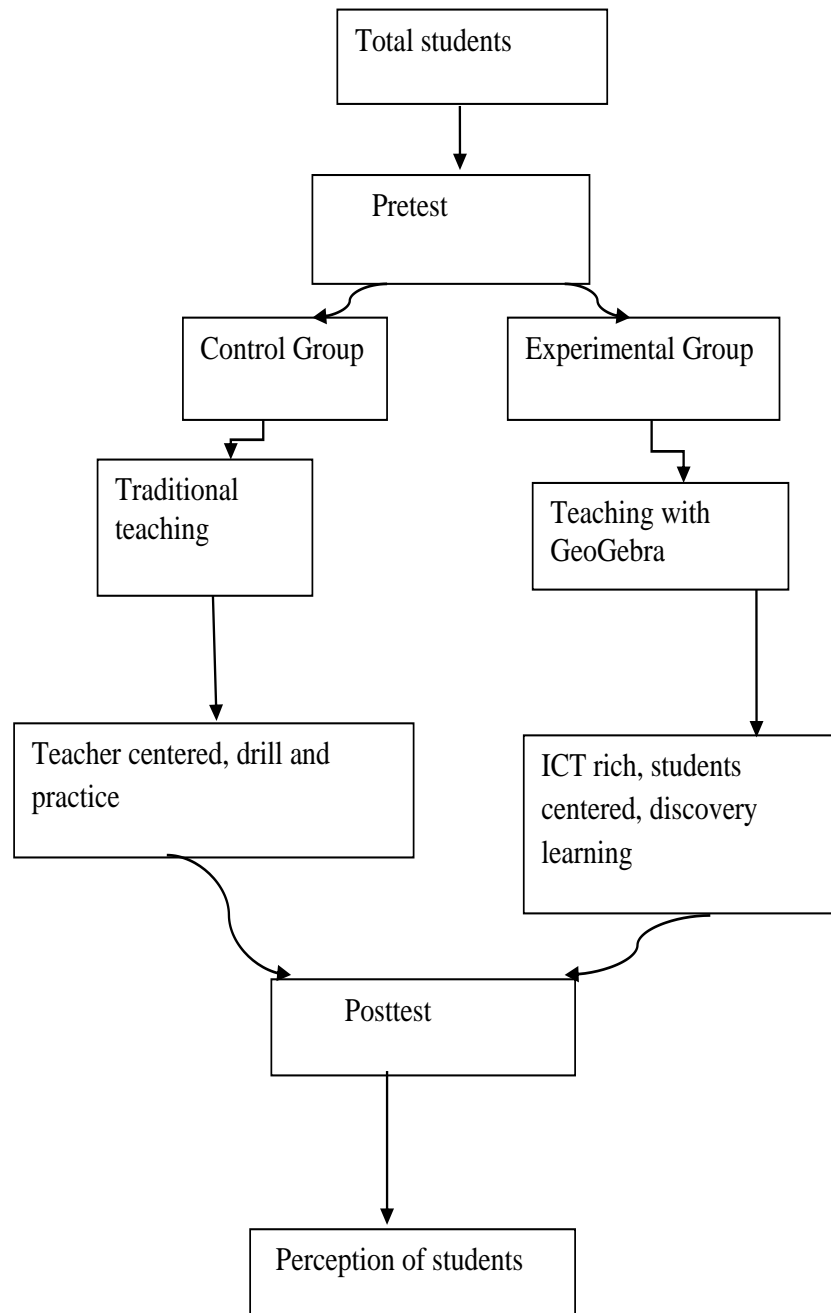 Total students
Pretest
Control Group
Experimental Group
Traditional
teaching
Teaching with
GeoGebra
Teacher centered, drill and
practice
ICT rich, students
centered, discovery
learning
Posttest
Perception of students